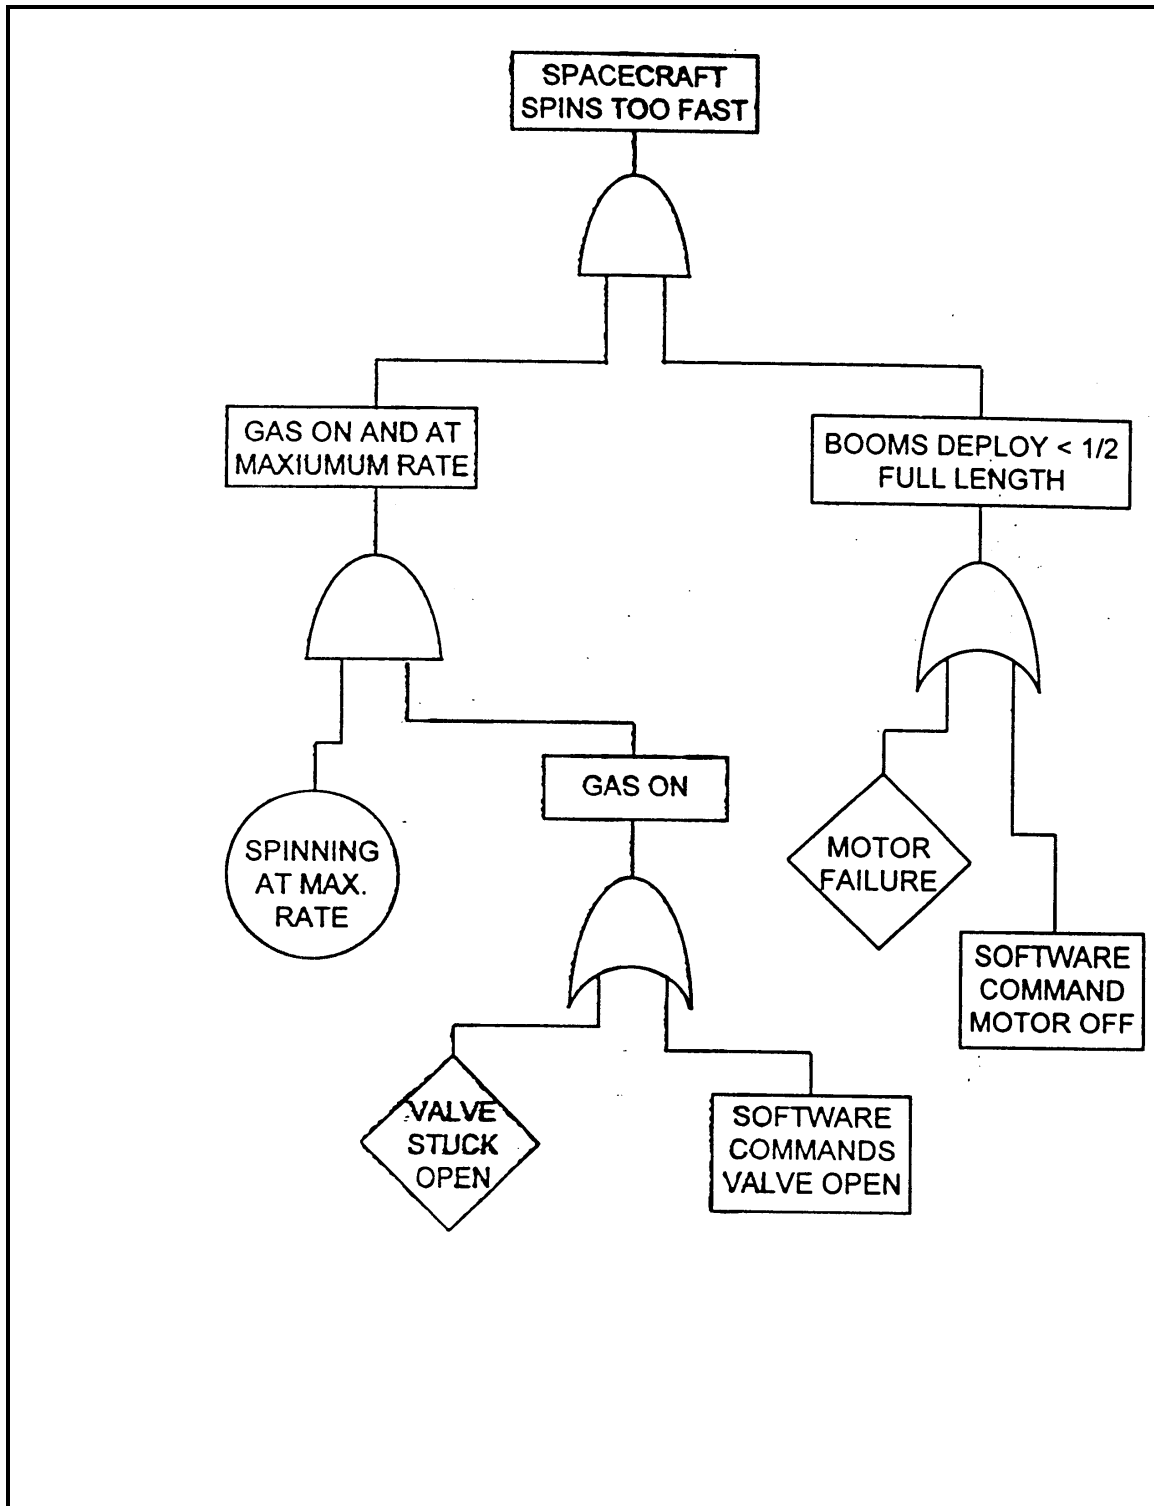 SPACECRAFT
SPINS TOO FAST
GAS ON AND AT
MAXIUMUM RATE
BOOMS DEPLOY < 1/2
FULL LENGTH
SPINNING
AT MAX.
RATE
GAS ON
MOTOR
FAILURE
SOFTWARE
COMMAND
MOTOR OFF
VALVE
STUCK
OPEN
SOFTWARE
COMMANDS
VALVE OPEN